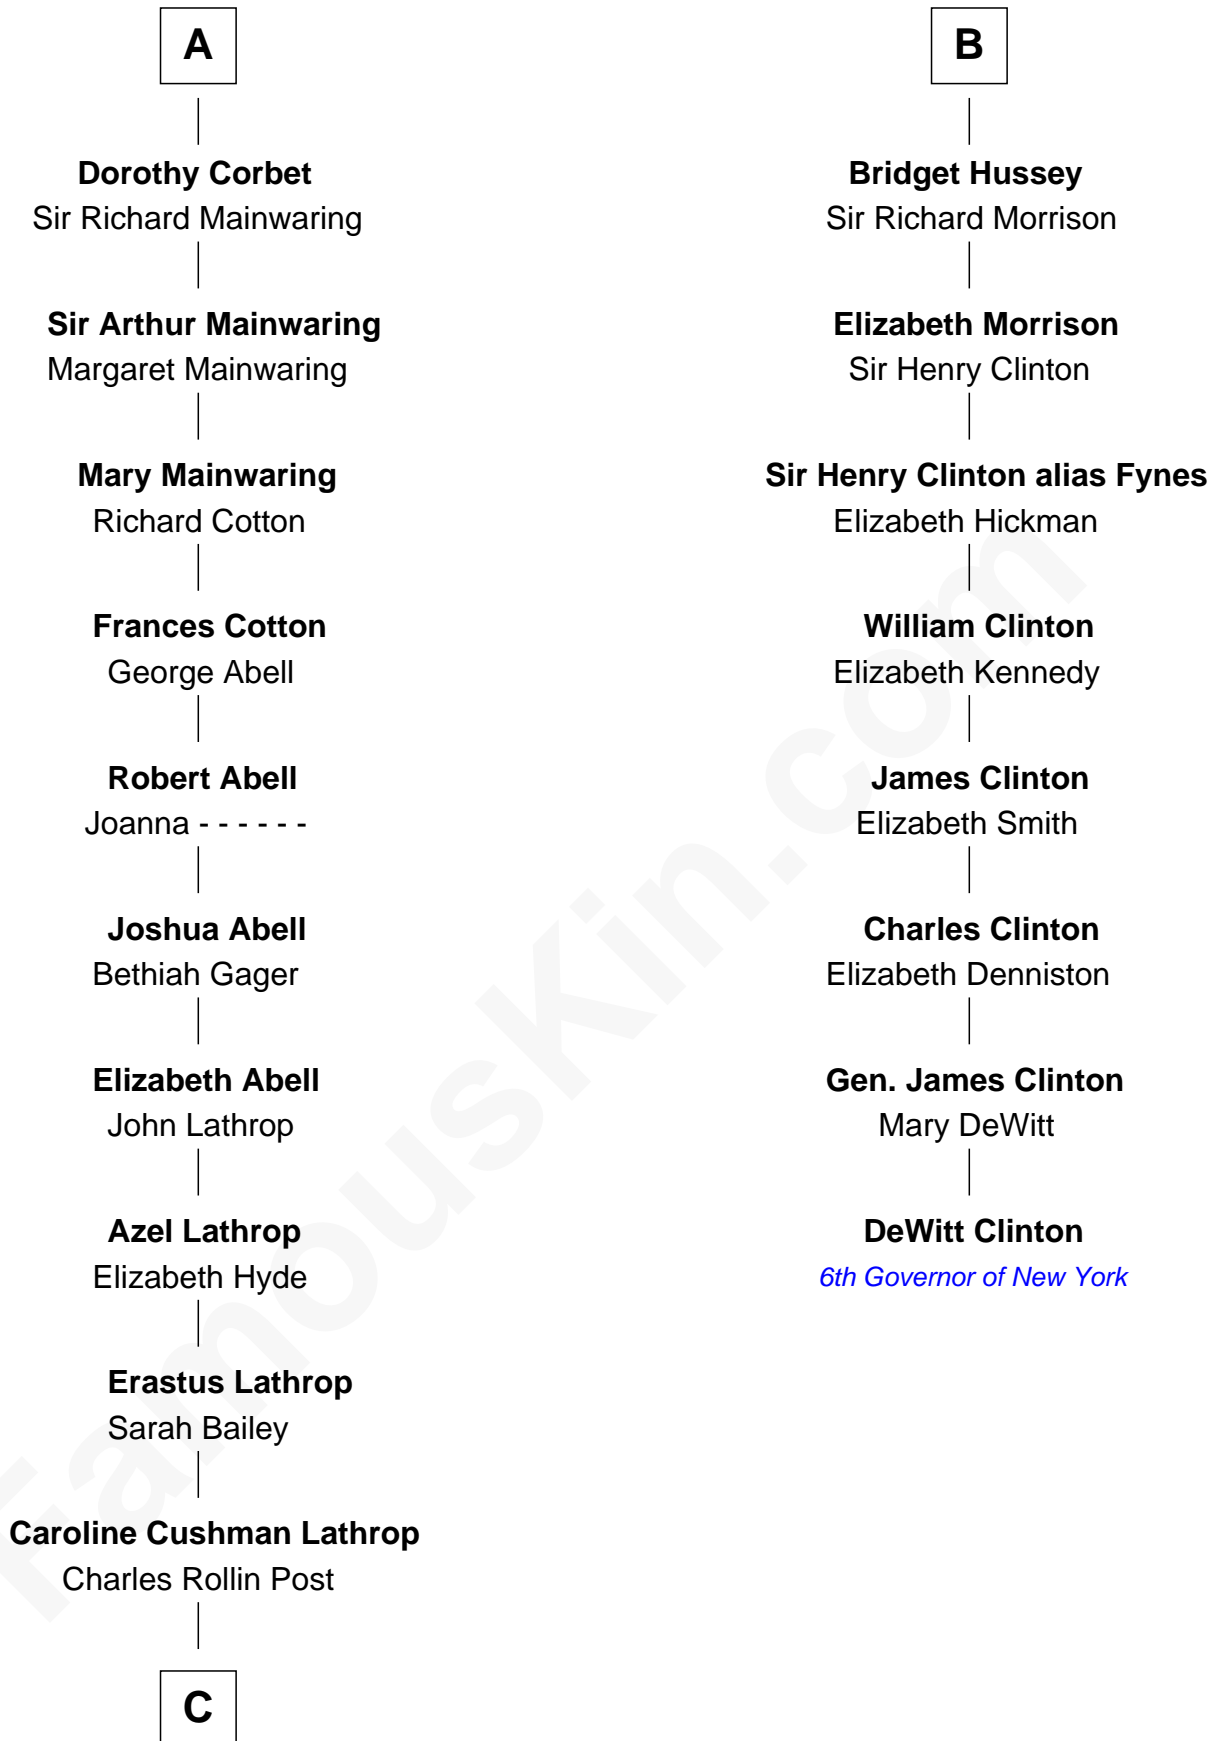 A
Dorothy Corbet
Sir Richard Mainwaring
Sir Arthur Mainwaring
Margaret Mainwaring
Mary Mainwaring
Richard Cotton
Frances Cotton
George Abell
Robert Abell
Joanna - - - - - -
Joshua Abell
Bethiah Gager
Elizabeth Abell
John Lathrop
Azel Lathrop
Elizabeth Hyde
Erastus Lathrop
Sarah Bailey
Caroline Cushman Lathrop
Charles Rollin Post
C
B
Bridget Hussey
Sir Richard Morrison
Elizabeth Morrison
Sir Henry Clinton
Sir Henry Clinton alias Fynes
Elizabeth Hickman
William Clinton
Elizabeth Kennedy
James Clinton
Elizabeth Smith
Charles Clinton
Elizabeth Denniston
Gen. James Clinton
Mary DeWitt
DeWitt Clinton
6th Governor of New York
FamousKin.com